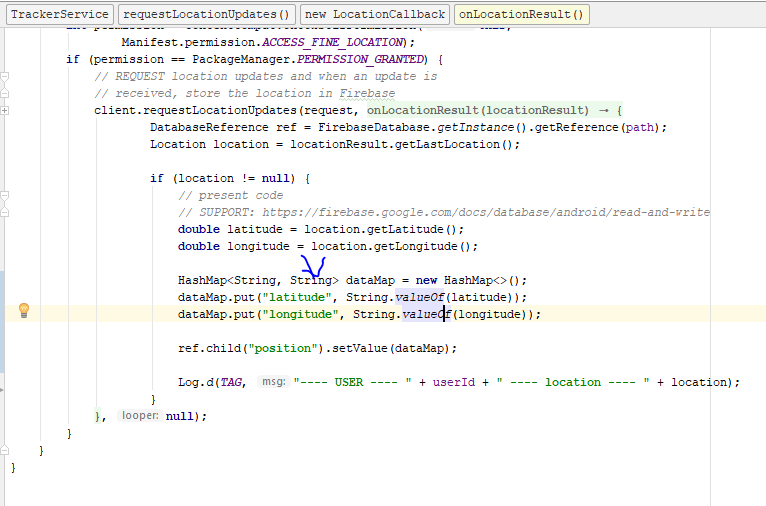 TrackerService requestLocationUpdates() new LocationCallback onLocationResult()
Manifest.permission.ACCESS_FINE_LOCATION);
if (permission == PackageManager.PERMISSION_GRANTED) {
// REQUEST location updates and when an update is
// received, store the location in Firebase
client.requestLocationUpdates(request, onLocationResult(locationResult) → {
DatabaseReference ref = FirebaseDatabase.getInstance().getReference(path);
Location location = locationResult.getLastLocation();
if (location != null) {
// present code
// SUPPORT: https://firebase.google.com/docs/database/android/read-and-write
double latitude = location.getLatitude();
double longitude = location.getLongitude();
HashMap<String, String> dataMap = new HashMap<>();
dataMap.put("latitude", String.valueOf(latitude));
dataMap.put("longitude", String.valueOf(longitude));
ref.child("position").setValue(dataMap);
Log.d(TAG, msg: "---- USER ---- " + userId + " ---- location ---- " + location);
}
}, looper: null);
}
}
}